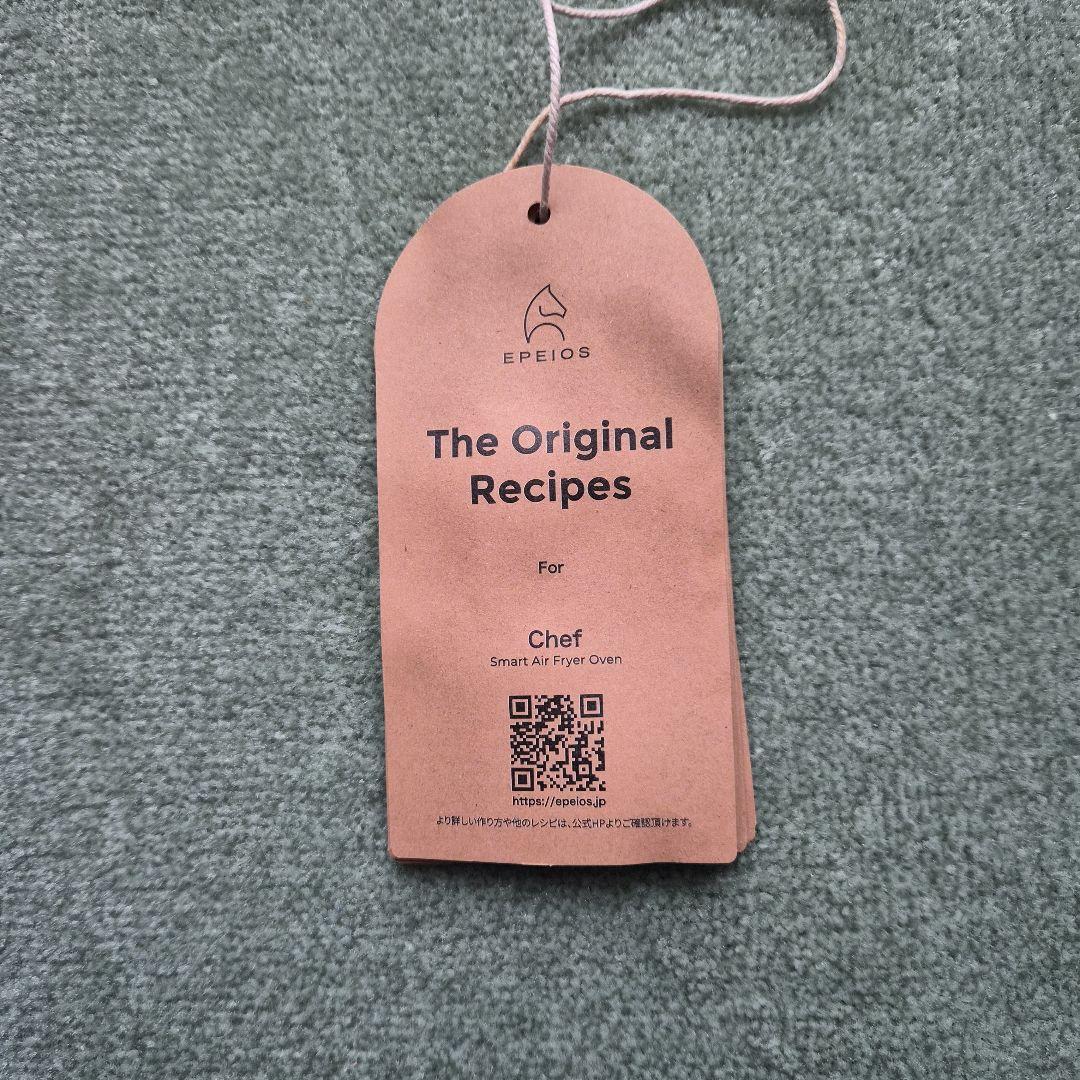 EPEIOS
The Original
Recipes
For
Chef
Smart Air Fryer Oven
https://epeios.jp
より詳しい作り方や他のレシピは、公式HPよりご確認頂けます。